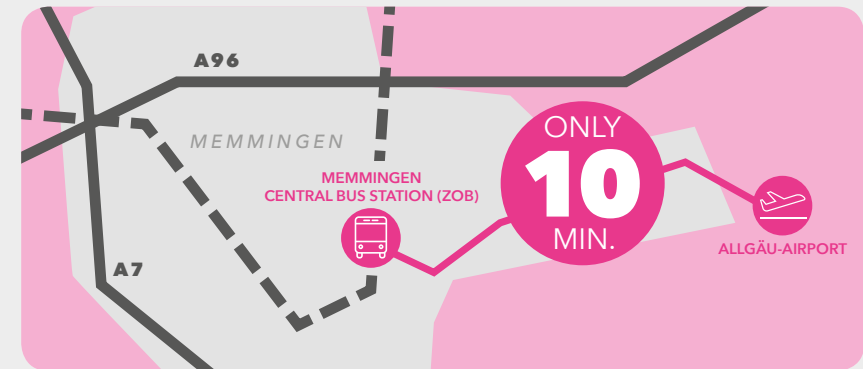 A96
MEMMINGEN
ONLY
10
MIN.
MEMMINGEN
CENTRAL BUS STATION (ZOB)
ALLGÄU-AIRPORT
A7